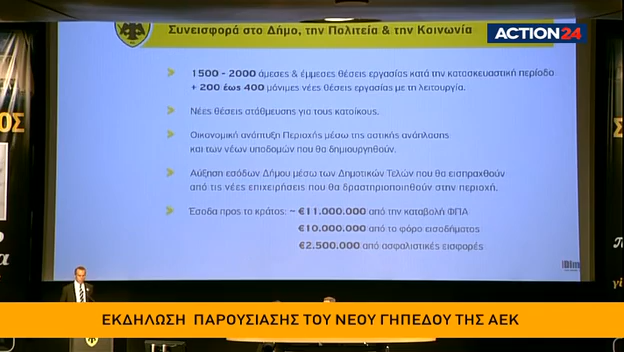 Συνεισφορά στο Δήμο, την Πολιτεία & την Κοινωνία
ACTION24
1500 - 2000 άμεσες & έμμεσες θέσεις εργασίας κατά την κατασκευαστική περίοδο
+ 200 έως 400 μόνιμες νέες θέσεις εργασίας με τη λειτουργία.
Νέες θέσεις στάθμευσης για τους κατοίκους.
Οικονομική ανάπτυξη Περιοχής μέσω της αστικής ανάπλασης
και των νέων υποδομών που θα δημιουργηθούν.
Αύξηση εσόδων Δήμου μέσω των Δημοτικών Τελών που θα εισπραχθούν
από τις νέες επιχειρήσεις που θα δραστηριοποιηθούν στην περιοχή.
Έσοδα προς το κράτος: ~ €11.000.000 από την καταβολή ΦΠΑ
€10.000.000 από το φόρο εισοδήματος
€2.500.000 από ασφαλιστικές εισφορές
ΕΚΔΗΛΩΣΗ ΠΑΡΟΥΣΙΑΣΗΣ ΤΟΥ ΝΕΟΥ ΓΗΠΕΔΟΥ ΤΗΣ ΑΕΚ